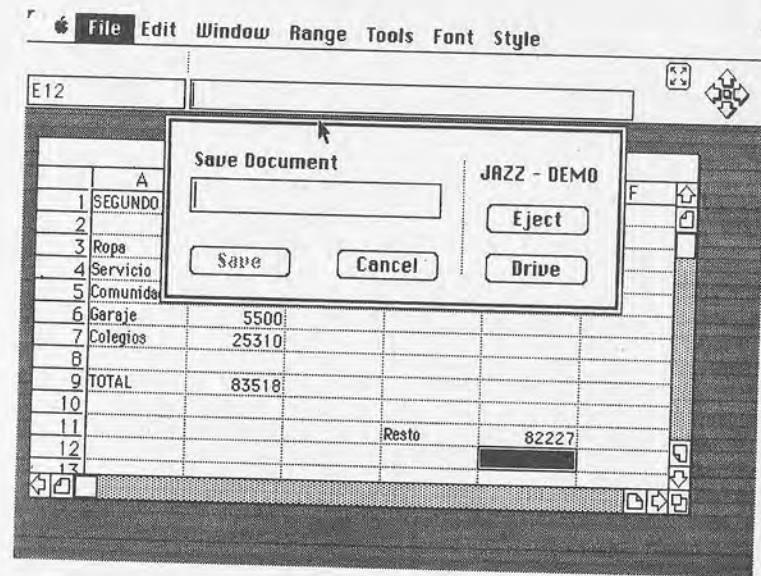 File Edit Window Range Tools Font Style
E12
Save Document
JAZZ - DEMO
Eject
Save Cancel Drive
A F
1 SEGUNDO
2
3 Ropa
4 Servicio
5 Comunida
6 Garaje 5500
7 Colegios 25310
8
9 TOTAL 83518
10
11 Resto 82227
12
13